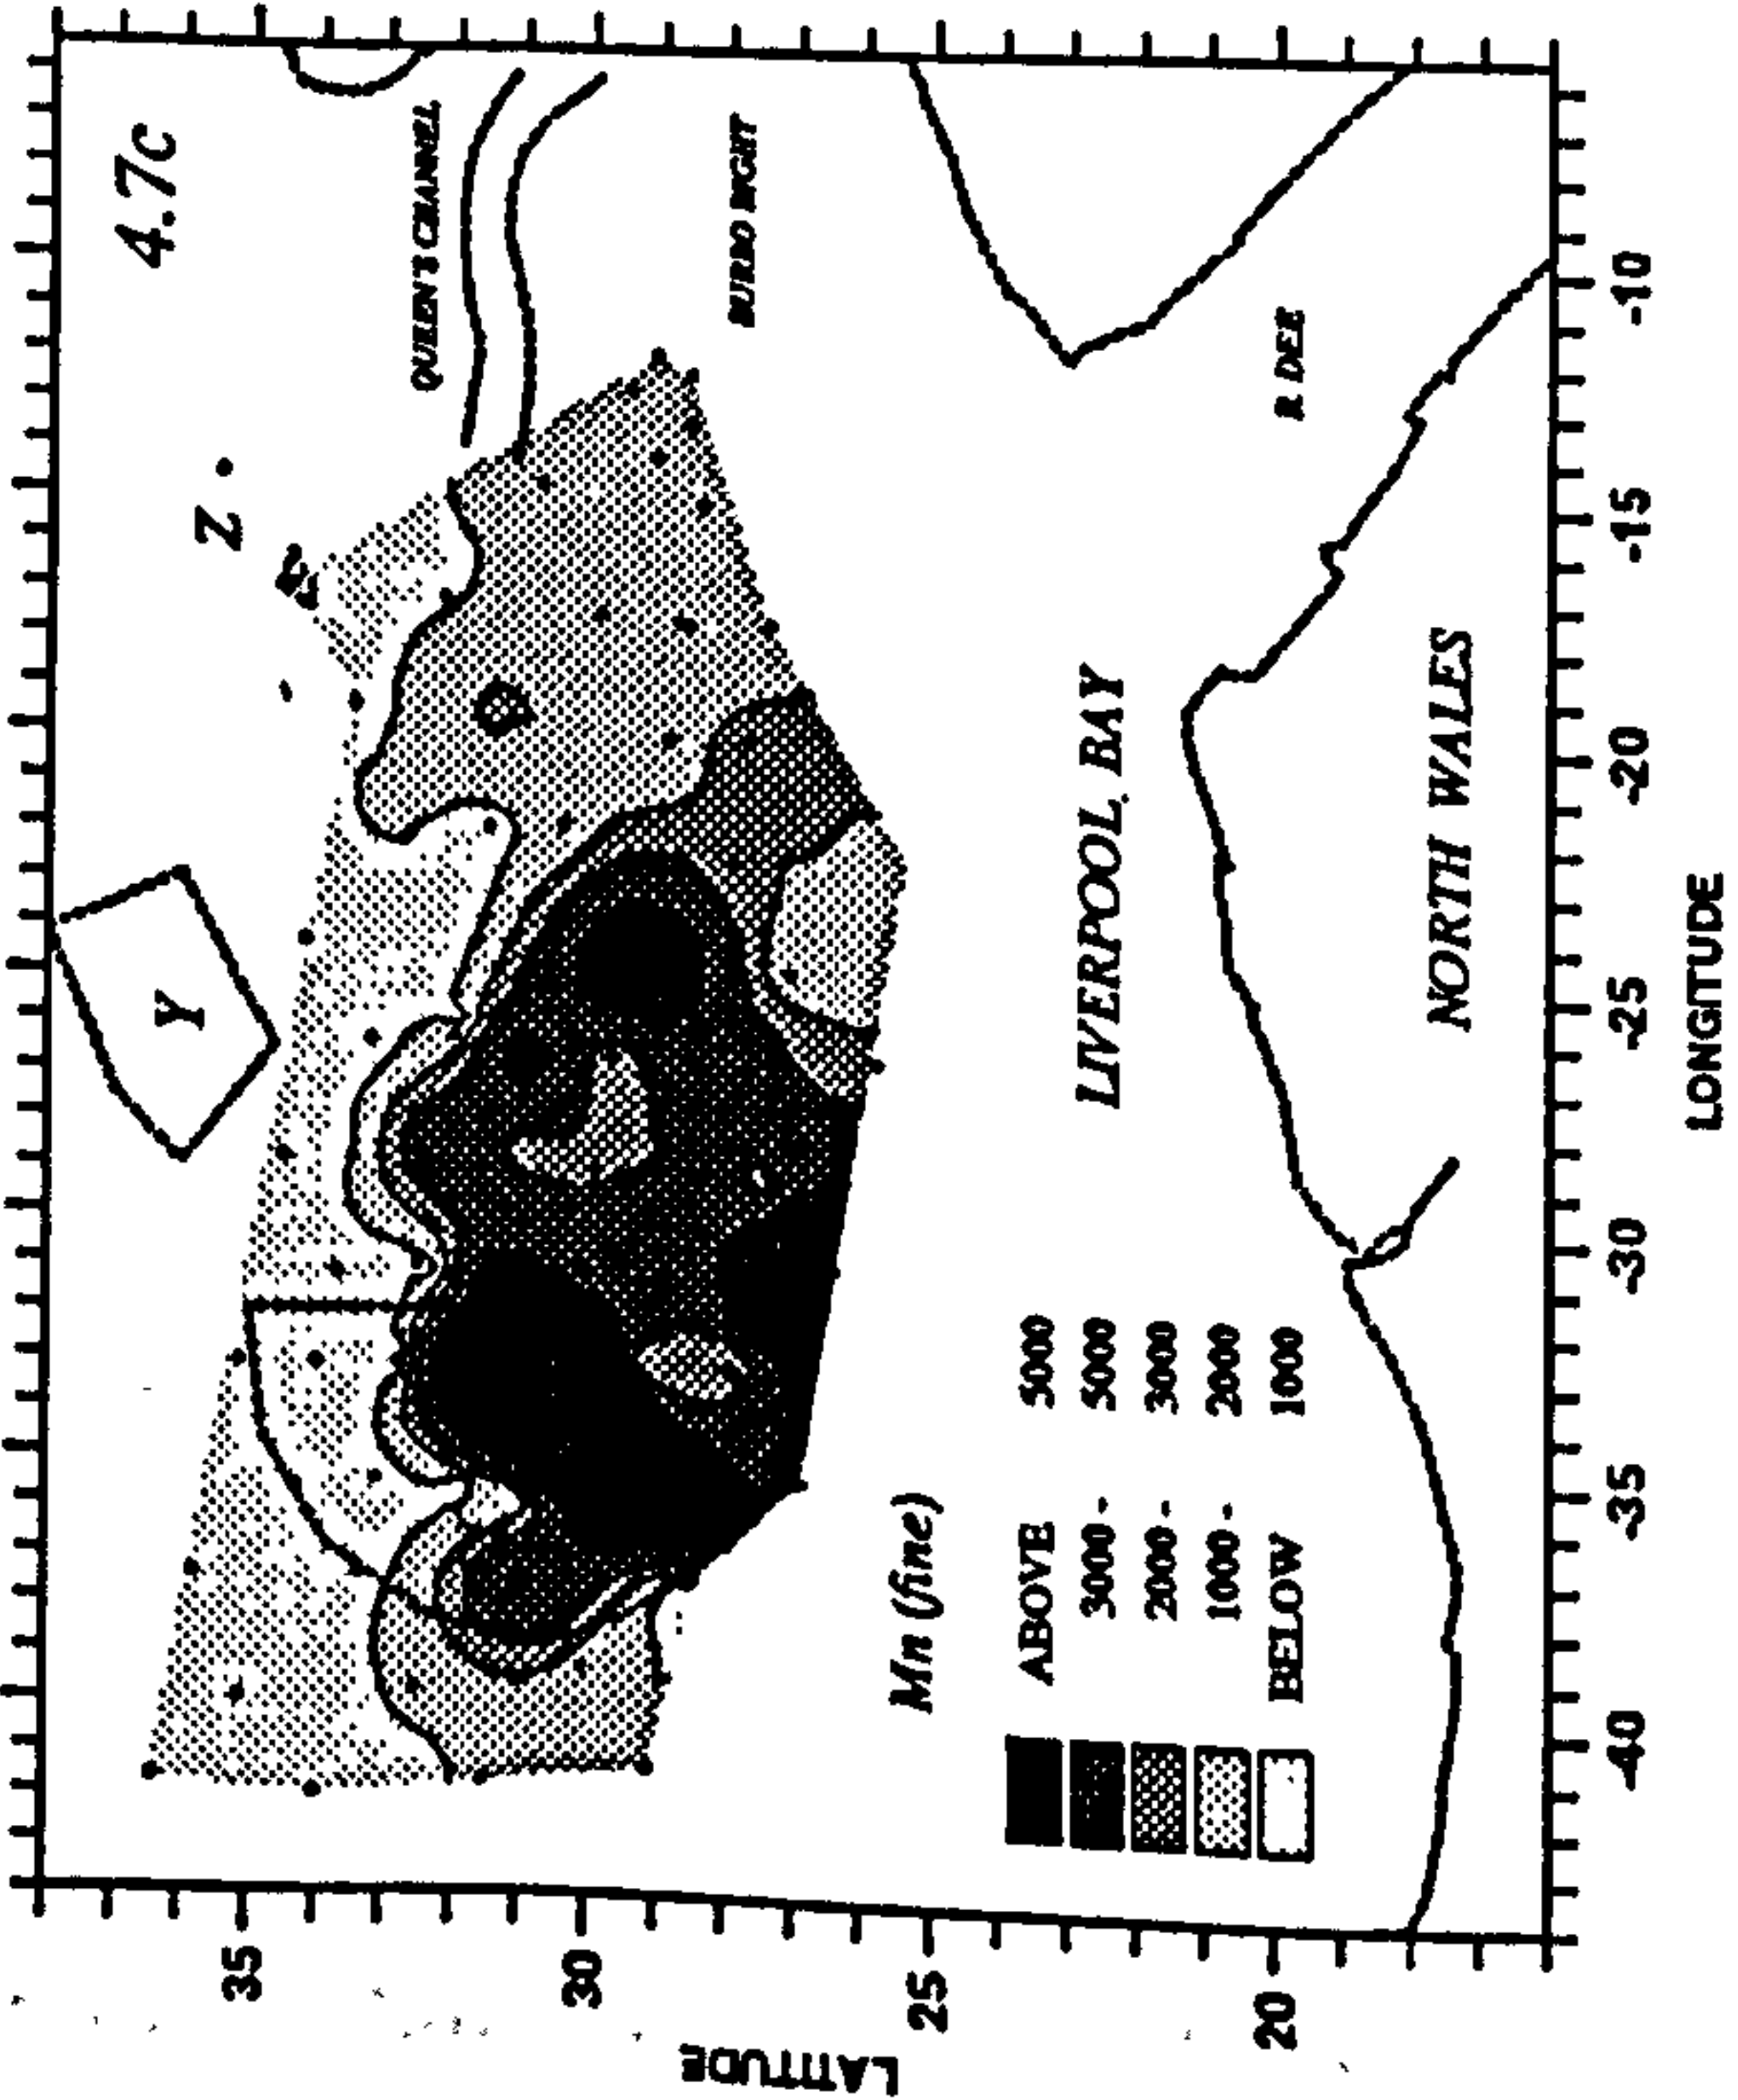 4.7c
Z
Y
QUEEN'S CHANNEL
BURBO BIGHT
R DEE
LIVERPOOL BAY
NORTH WALES
Mn (fine)
ABOVE 5000
3000 - 5000
2000 - 3000
1000 - 2000
BELOW 1000
LATITUDE
35
30
25
20
-40
-35
-30
-25
-20
-15
-10
LONGITUDE